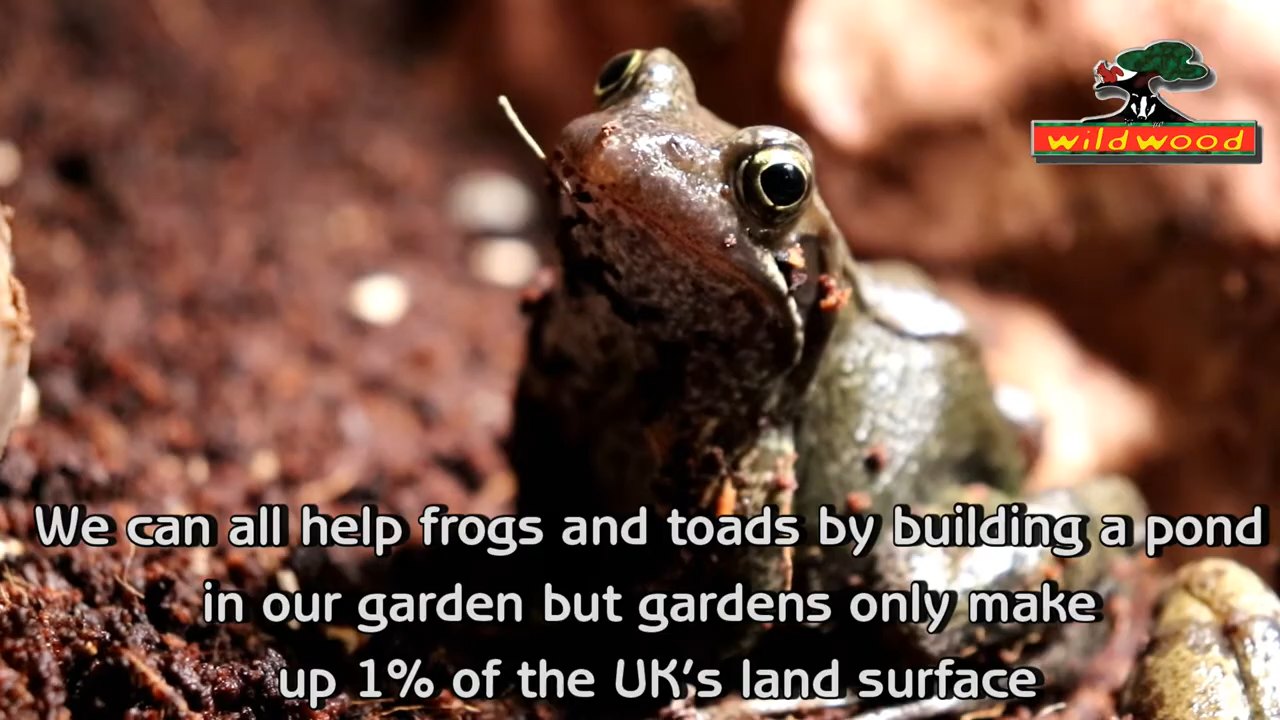 wildwood
We can all help frogs and toads by building a pond
in our garden but gardens only make
up 1% of the UK's land surface